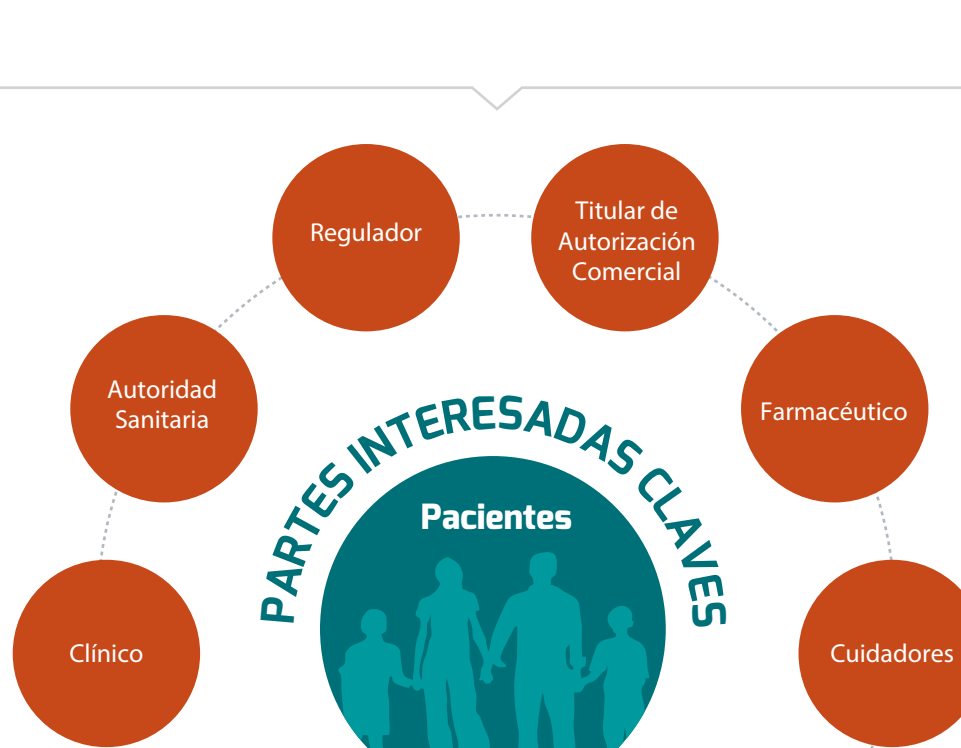 Regulador
Titular de
Autorización
Comercial
Autoridad
Sanitaria
Farmacéutico
PARTES INTERESADAS CLAVES
Pacientes
Clínico
Cuidadores